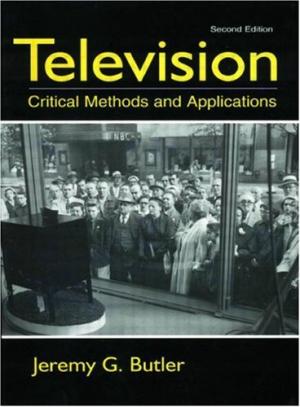 Second Edition
Television
Critical Methods and Applications
NBC
Jeremy G. Butler